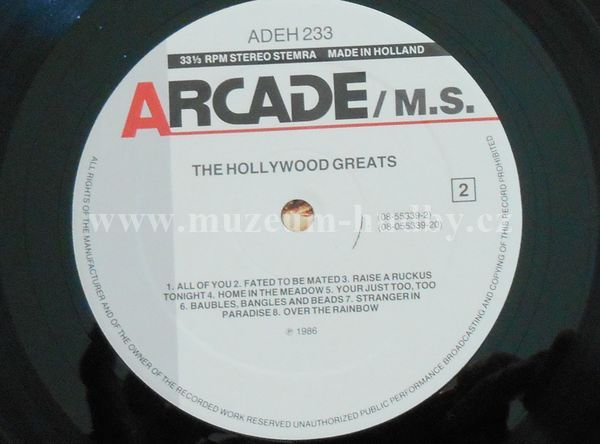 ADEH 233
33⅓ RPM STEREO STEMRA MADE IN HOLLAND
ARCADE / M.S.
THE HOLLYWOOD GREATS
2
(08-55339-2)
(08-055339-20)
www.muzeum-hudby.cz
1. ALL OF YOU 2. FATED TO BE MATED 3. RAISE A RUCKUS
TONIGHT 4. HOME IN THE MEADOW 5. YOUR JUST TOO, TOO
6. BAUBLES, BANGLES AND BEADS 7. STRANGER IN
PARADISE 8. OVER THE RAINBOW
℗ 1986
ALL RIGHTS OF THE MANUFACTURER AND OF THE OWNER OF THE RECORDED WORK RESERVED UNAUTHORIZED PUBLIC PERFORMANCE BROADCASTING AND COPYING OF THIS RECORD PROHIBITED